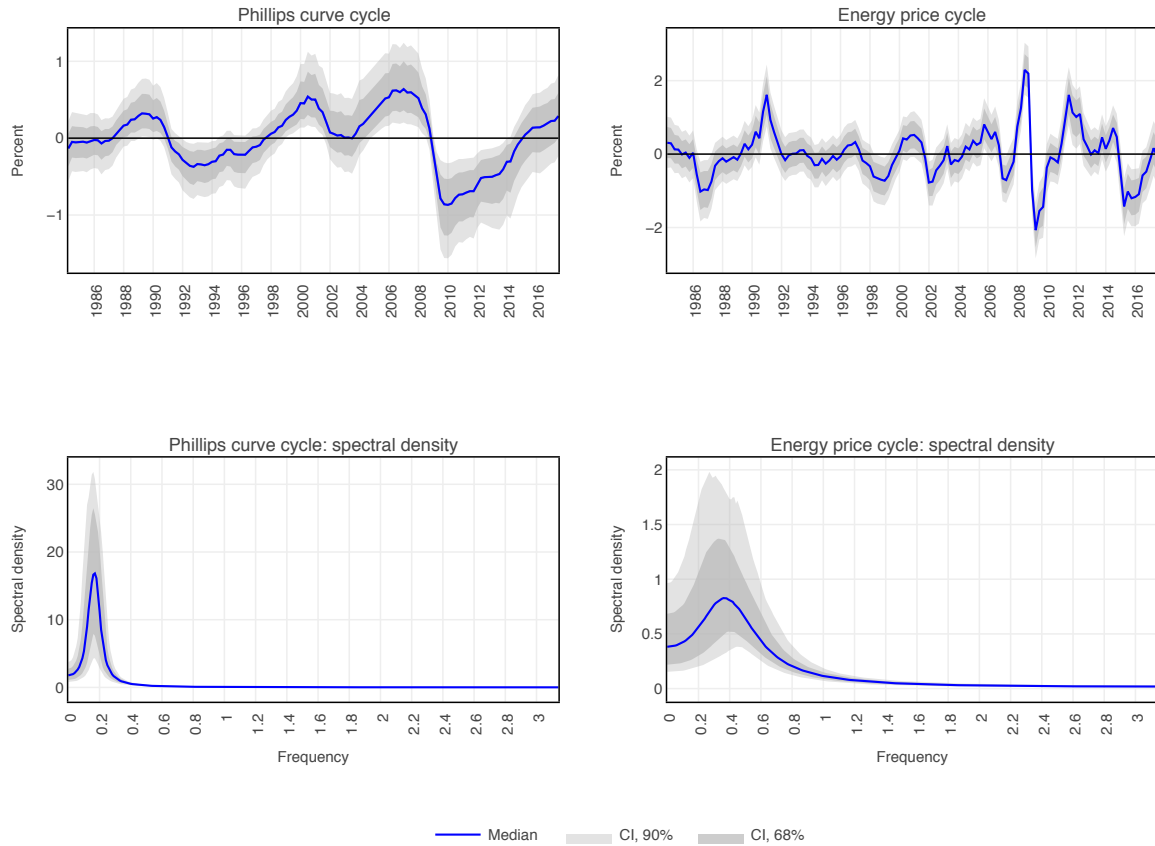 Phillips curve cycle
Percent
1
0
−1
1986 1988 1990 1992 1994 1996 1998 2000 2002 2004 2006 2008 2010 2012 2014 2016
Energy price cycle
Percent
2
0
−2
1986 1988 1990 1992 1994 1996 1998 2000 2002 2004 2006 2008 2010 2012 2014 2016
Phillips curve cycle: spectral density
Spectral density
30
20
10
0
0 0.2 0.4 0.6 0.8 1 1.2 1.4 1.6 1.8 2 2.2 2.4 2.6 2.8 3
Frequency
Energy price cycle: spectral density
Spectral density
2
1.5
1
0.5
0
0 0.2 0.4 0.6 0.8 1 1.2 1.4 1.6 1.8 2 2.2 2.4 2.6 2.8 3
Frequency
Median CI, 90% CI, 68%